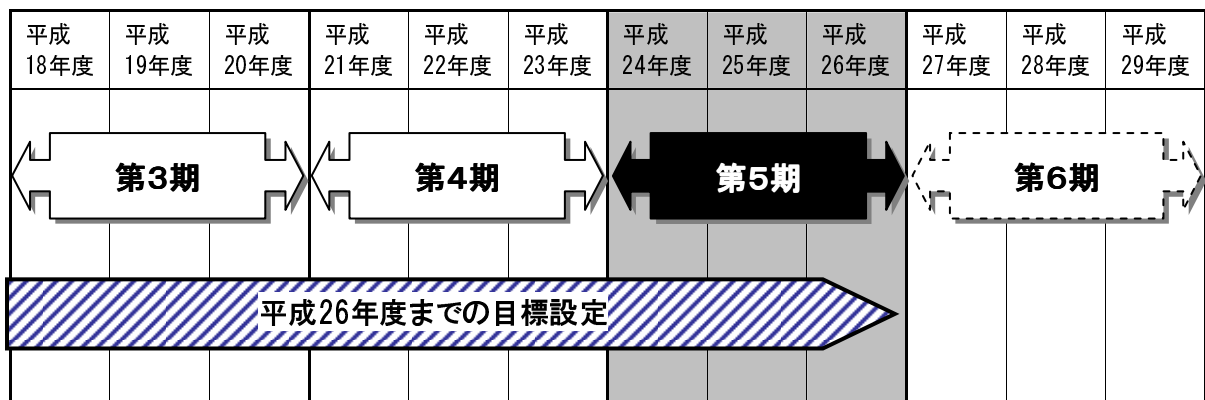 平成
18年度
平成
19年度
平成
20年度
平成
21年度
平成
22年度
平成
23年度
平成
24年度
平成
25年度
平成
26年度
平成
27年度
平成
28年度
平成
29年度
第3期
第4期
第5期
第6期
平成26年度までの目標設定